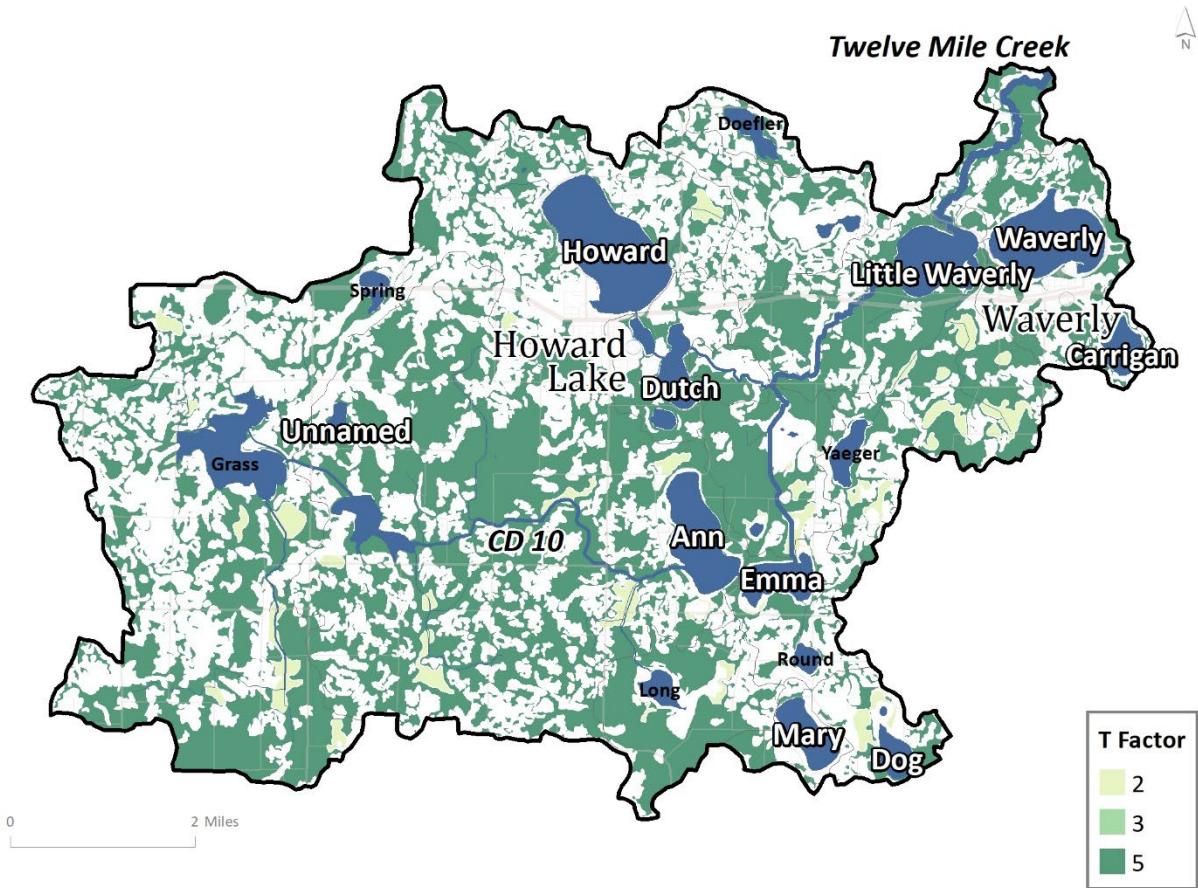 Twelve Mile Creek
N
Doefler
Howard
Waverly
Little Waverly
Spring
Waverly
Howard
Lake
Carrigan
Dutch
Unnamed
Grass
Yaeger
CD 10
Ann
Emma
Round
Long
Mary
Dog
T Factor
2
3
5
0 2 Miles